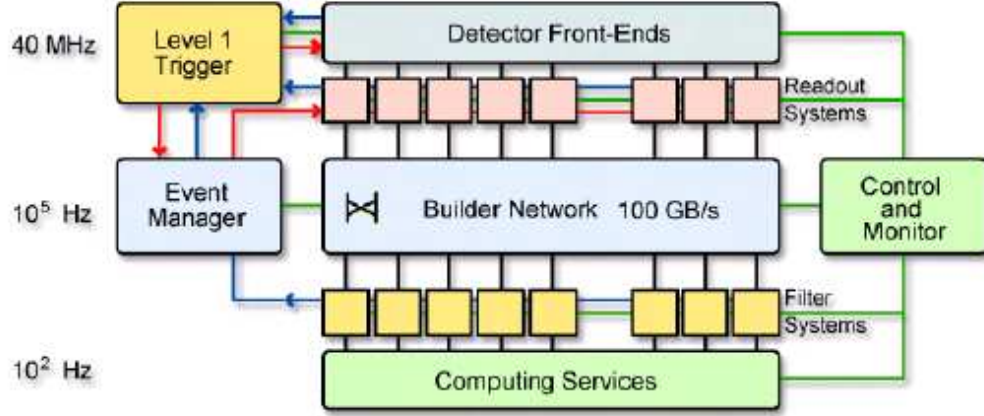 40 MHz
Level 1
Trigger
Detector Front-Ends
Readout
Systems
10⁵ Hz
Event
Manager
Builder Network 100 GB/s
Control
and
Monitor
Filter
Systems
10² Hz
Computing Services